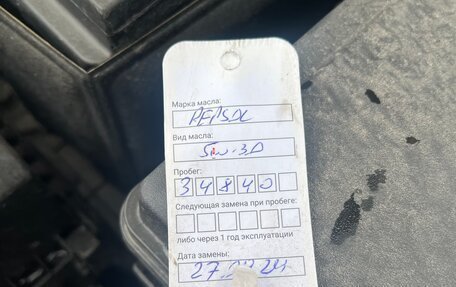 Марка масла:
Вид масла:
5w-30
Пробег:
34840
Следующая замена при пробеге:
либо через 1 год эксплуатации
Дата замены: